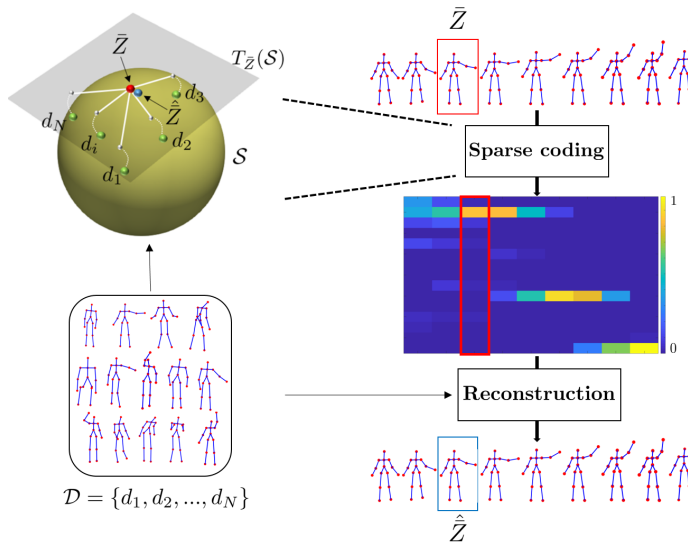 Z̄
T_Z̄(S)
Z̄
d_3
Ẑ̄
d_N
d_i
d_2
S
d_1
Sparse coding
1
0
Reconstruction
D = {d_1, d_2, ..., d_N}
Ẑ̄